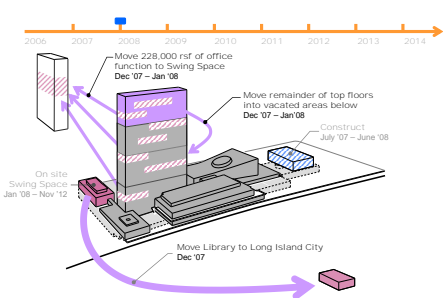 2006 2007 2008 2009 2010 2011 2012 2013 2014
Move 228,000 rsf of office
function to Swing Space
Dec '07 – Jan '08
Move remainder of top floors
into vacated areas below
Dec '07 – Jan'08
Construct
July '07 – June '08
On site
Swing Space
Jan '08 – Nov '12
Move Library to Long Island City
Dec '07